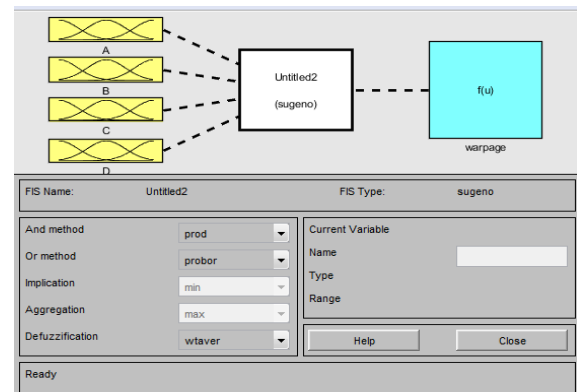 A
B
C
D
Untitled2
(sugeno)
f(u)
warpage
FIS Name: Untitled2 FIS Type: sugeno
And method prod
Or method probor
Implication min
Aggregation max
Defuzzification wtaver
Current Variable
Name
Type
Range
Help Close
Ready